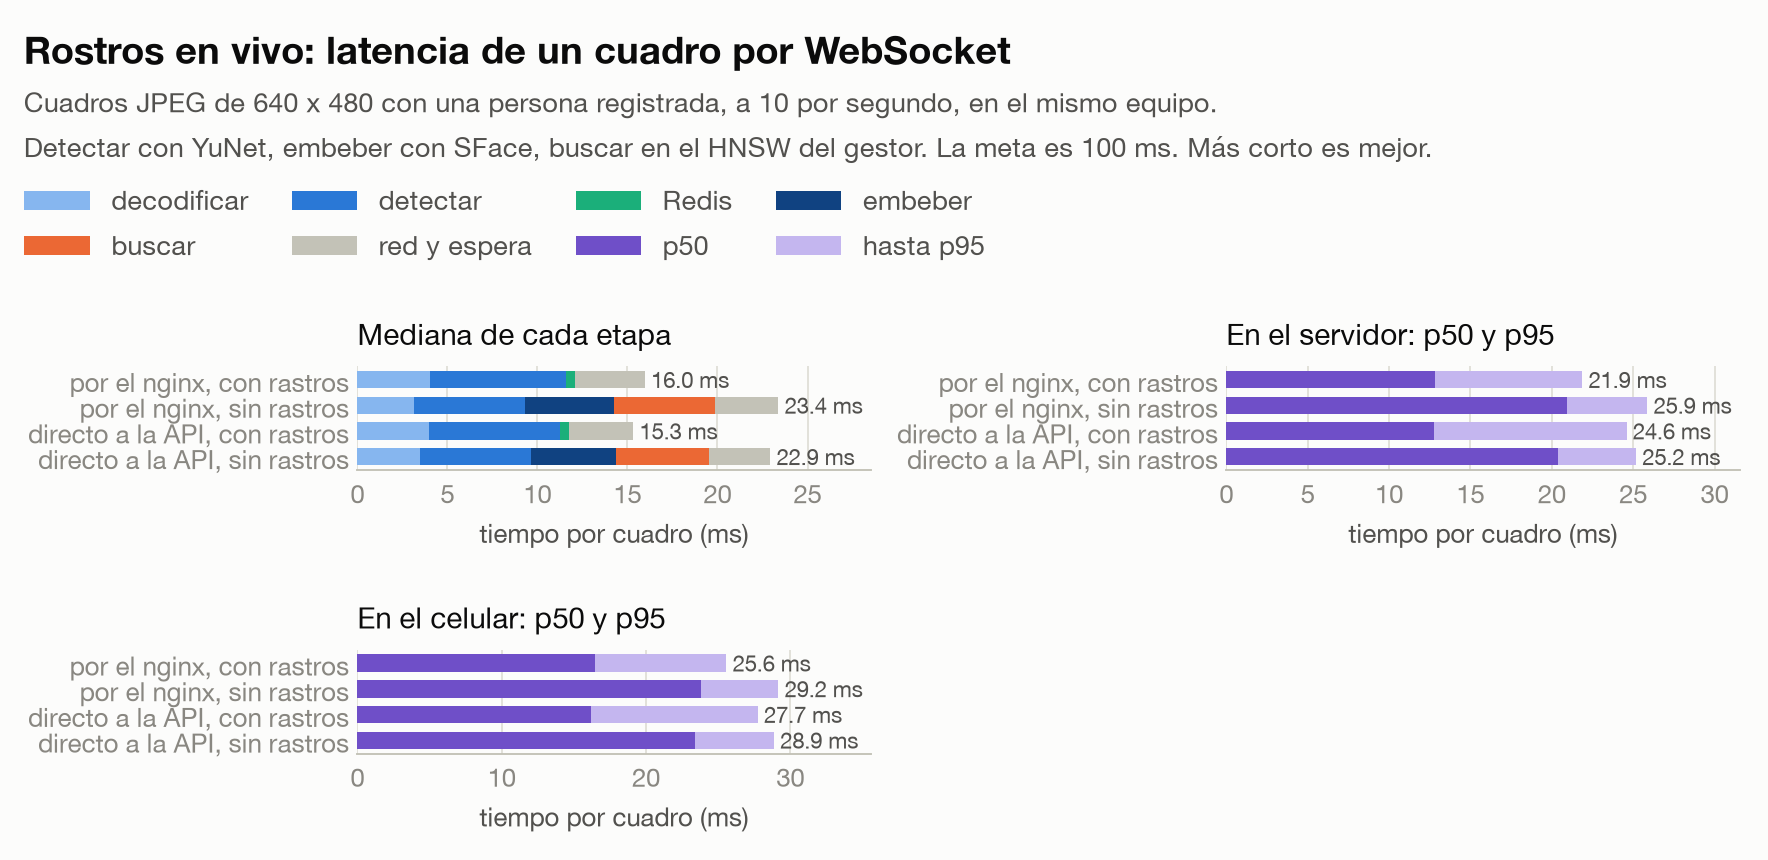 Rostros en vivo: latencia de un cuadro por WebSocket
Cuadros JPEG de 640 x 480 con una persona registrada, a 10 por segundo, en el mismo equipo.
Detectar con YuNet, embeber con SFace, buscar en el HNSW del gestor. La meta es 100 ms. Más corto es mejor.
decodificar detectar Redis embeber
buscar red y espera p50 hasta p95
Mediana de cada etapa
por el nginx, con rastros 16.0 ms
por el nginx, sin rastros 23.4 ms
directo a la API, con rastros 15.3 ms
directo a la API, sin rastros 22.9 ms
0 5 10 15 20 25
tiempo por cuadro (ms)
En el servidor: p50 y p95
por el nginx, con rastros 21.9 ms
por el nginx, sin rastros 25.9 ms
directo a la API, con rastros 24.6 ms
directo a la API, sin rastros 25.2 ms
0 5 10 15 20 25 30
tiempo por cuadro (ms)
En el celular: p50 y p95
por el nginx, con rastros 25.6 ms
por el nginx, sin rastros 29.2 ms
directo a la API, con rastros 27.7 ms
directo a la API, sin rastros 28.9 ms
0 10 20 30
tiempo por cuadro (ms)